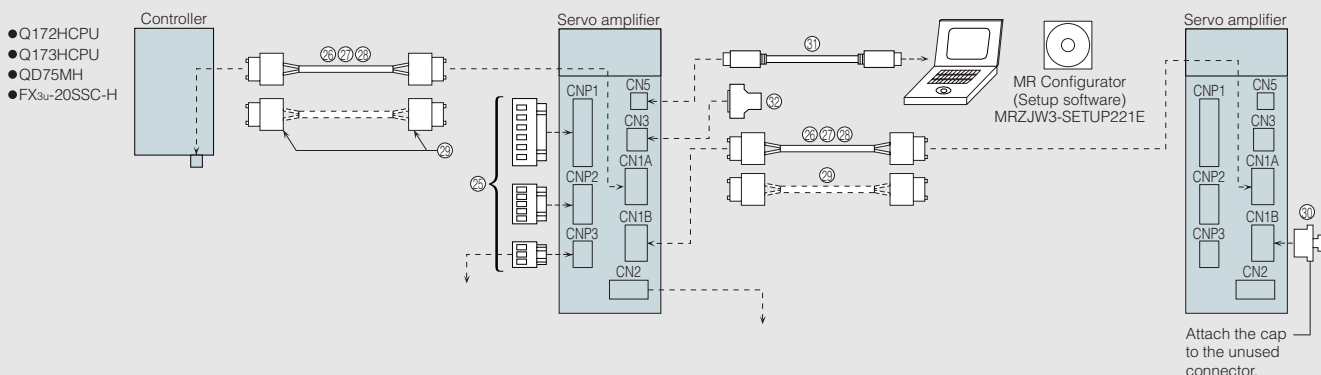 Controller
●Q172HCPU
●Q173HCPU
●QD75MH
●FX3U-20SSC-H
㉖㉗㉘
㉙
Servo amplifier
㉕
CNP1
CNP2
CNP3
CN5
CN3
CN1A
CN1B
CN2
㉛
㉜
㉖㉗㉘
㉙
MR Configurator
(Setup software)
MRZJW3-SETUP221E
Servo amplifier
CNP1
CNP2
CNP3
CN5
CN3
CN1A
CN1B
CN2
㉚
Attach the cap
to the unused
connector.